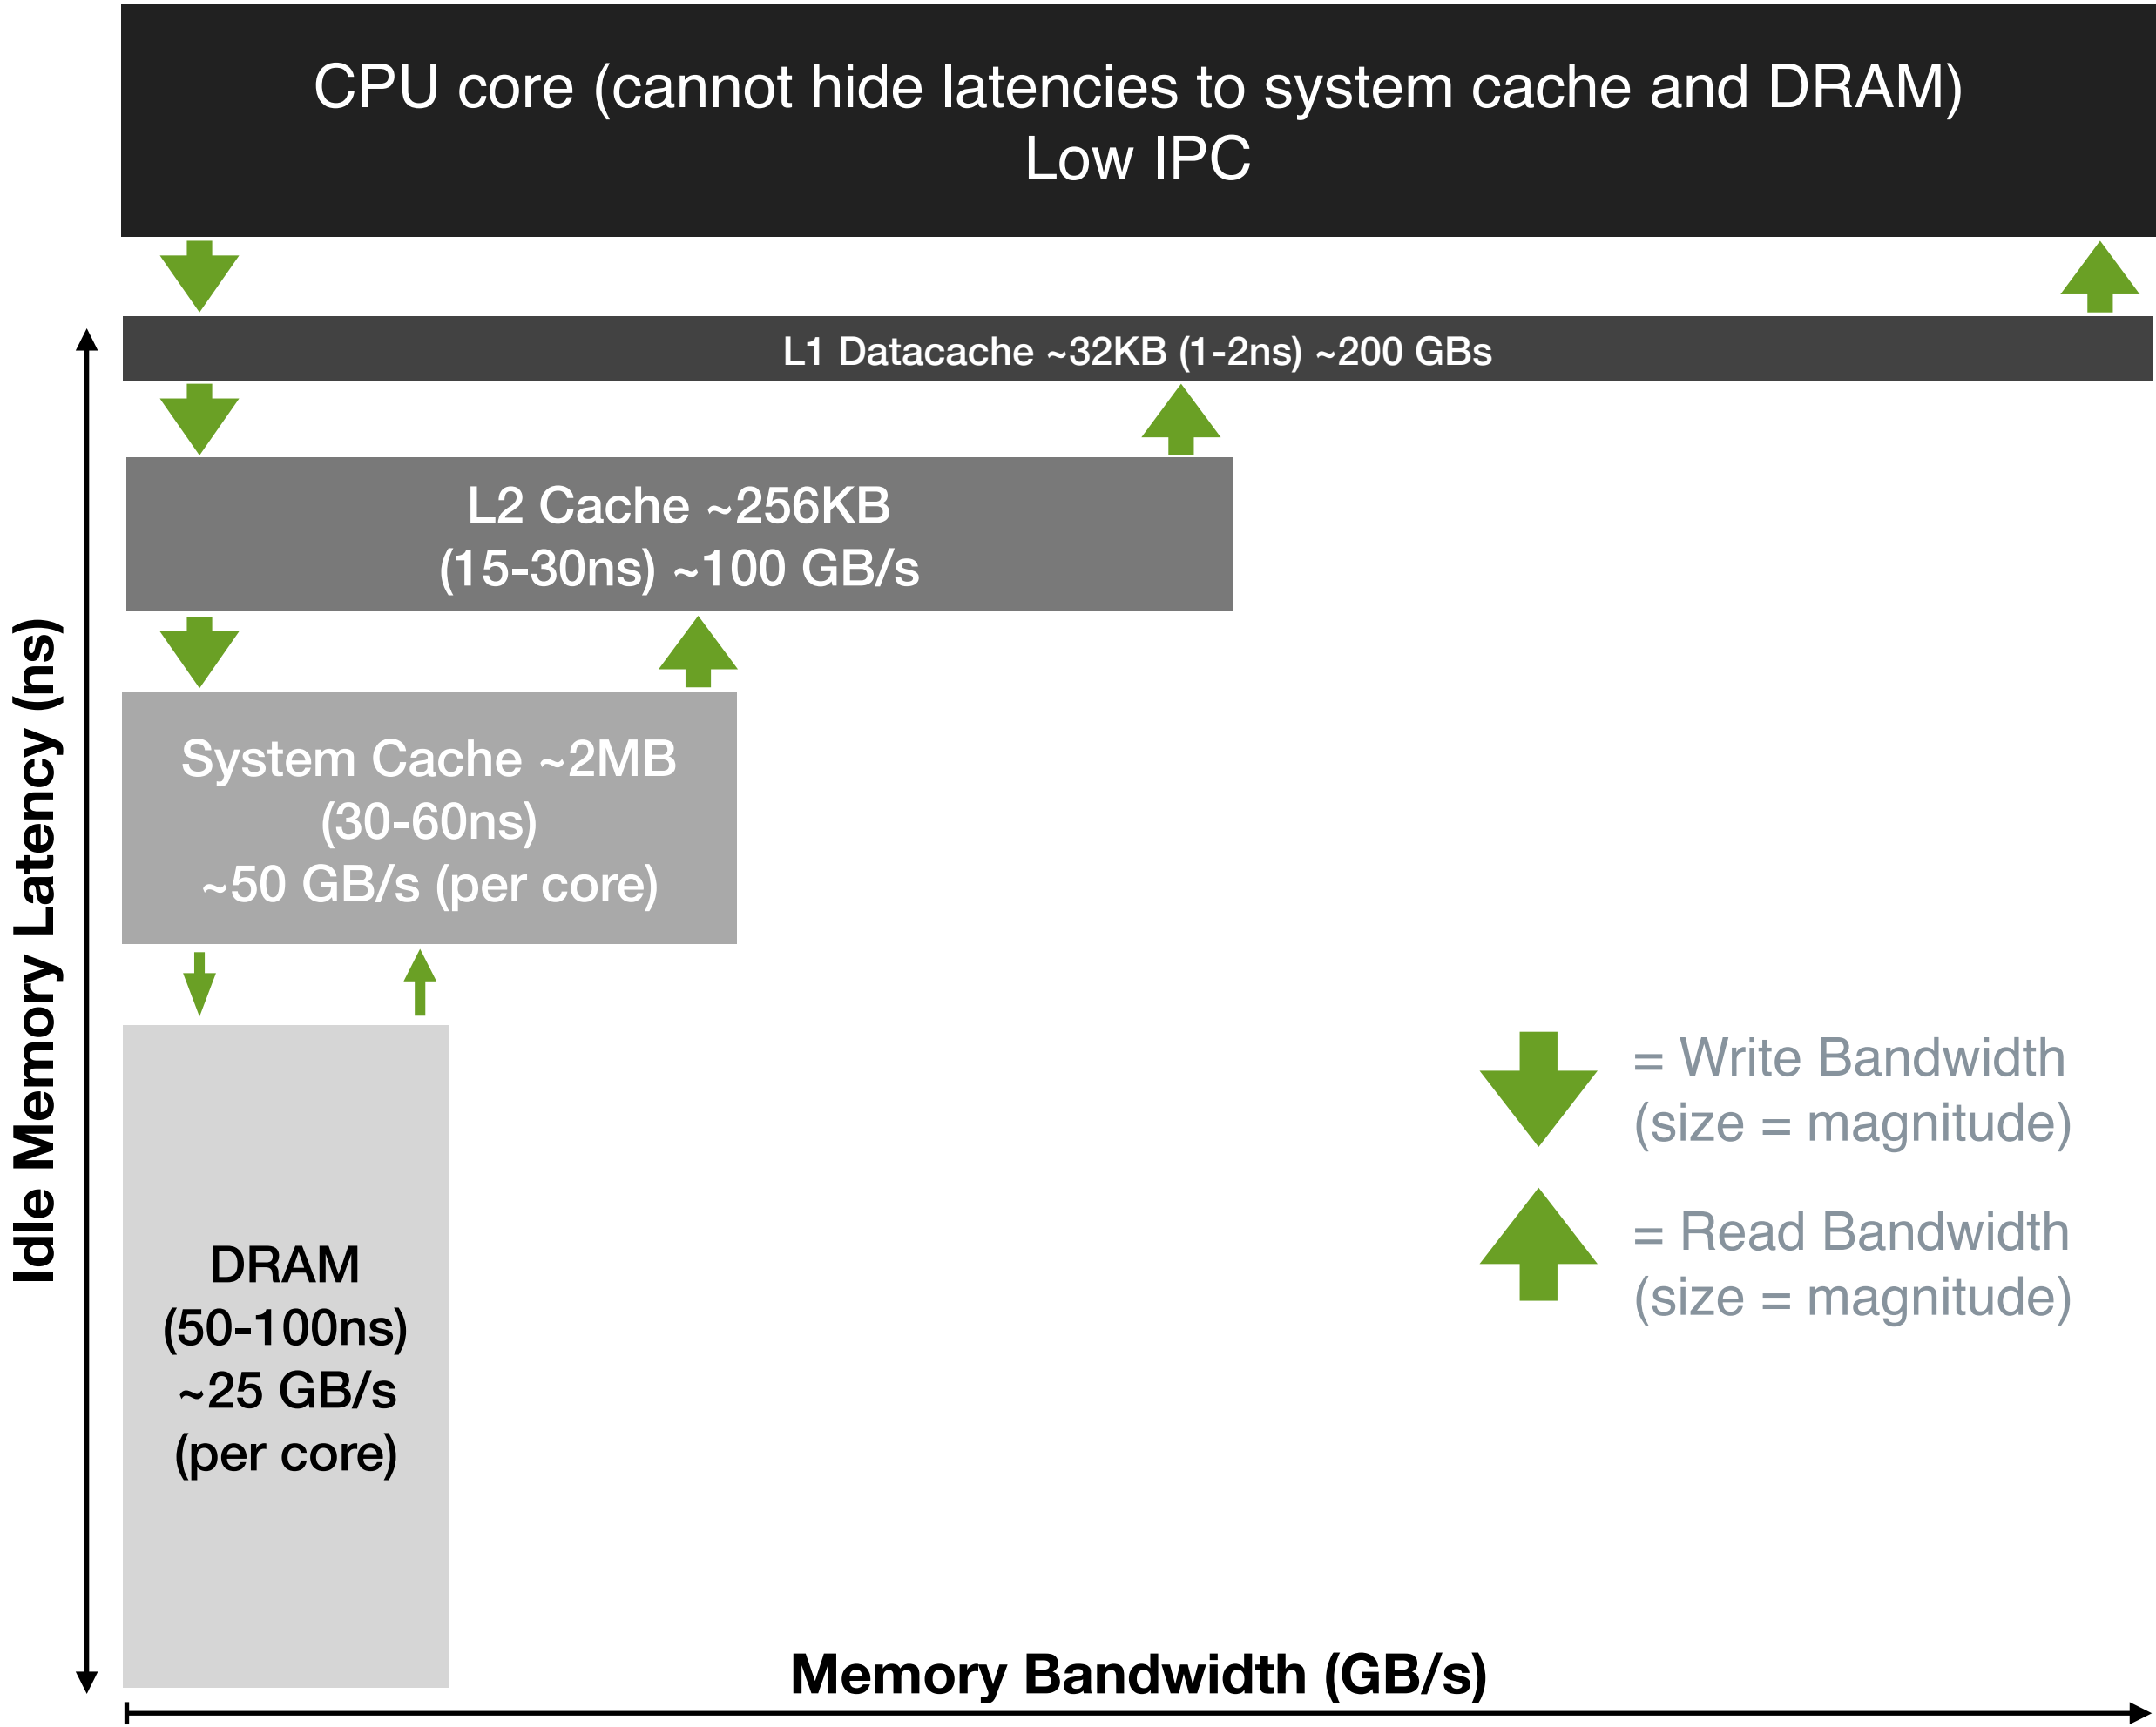 CPU core (cannot hide latencies to system cache and DRAM)
Low IPC
L1 Datacache ~32KB (1-2ns) ~200 GBs
L2 Cache ~256KB
(15-30ns) ~100 GB/s
System Cache ~2MB
(30-60ns)
~50 GB/s (per core)
DRAM
(50-100ns)
~25 GB/s
(per core)
= Write Bandwidth
(size = magnitude)
= Read Bandwidth
(size = magnitude)
Idle Memory Latency (ns)
Memory Bandwidth (GB/s)